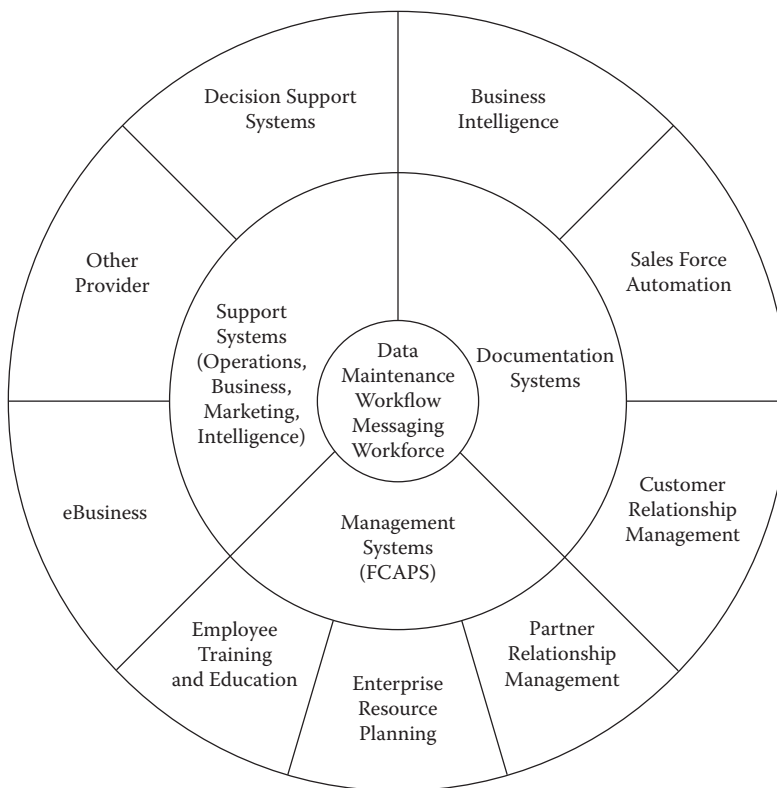 Decision Support
Systems
Business
Intelligence
Other
Provider
Sales Force
Automation
Support
Systems
(Operations,
Business,
Marketing,
Intelligence)
Data
Maintenance
Workflow
Messaging
Workforce
Documentation
Systems
eBusiness
Management
Systems
(FCAPS)
Customer
Relationship
Management
Employee
Training
and Education
Enterprise
Resource
Planning
Partner
Relationship
Management